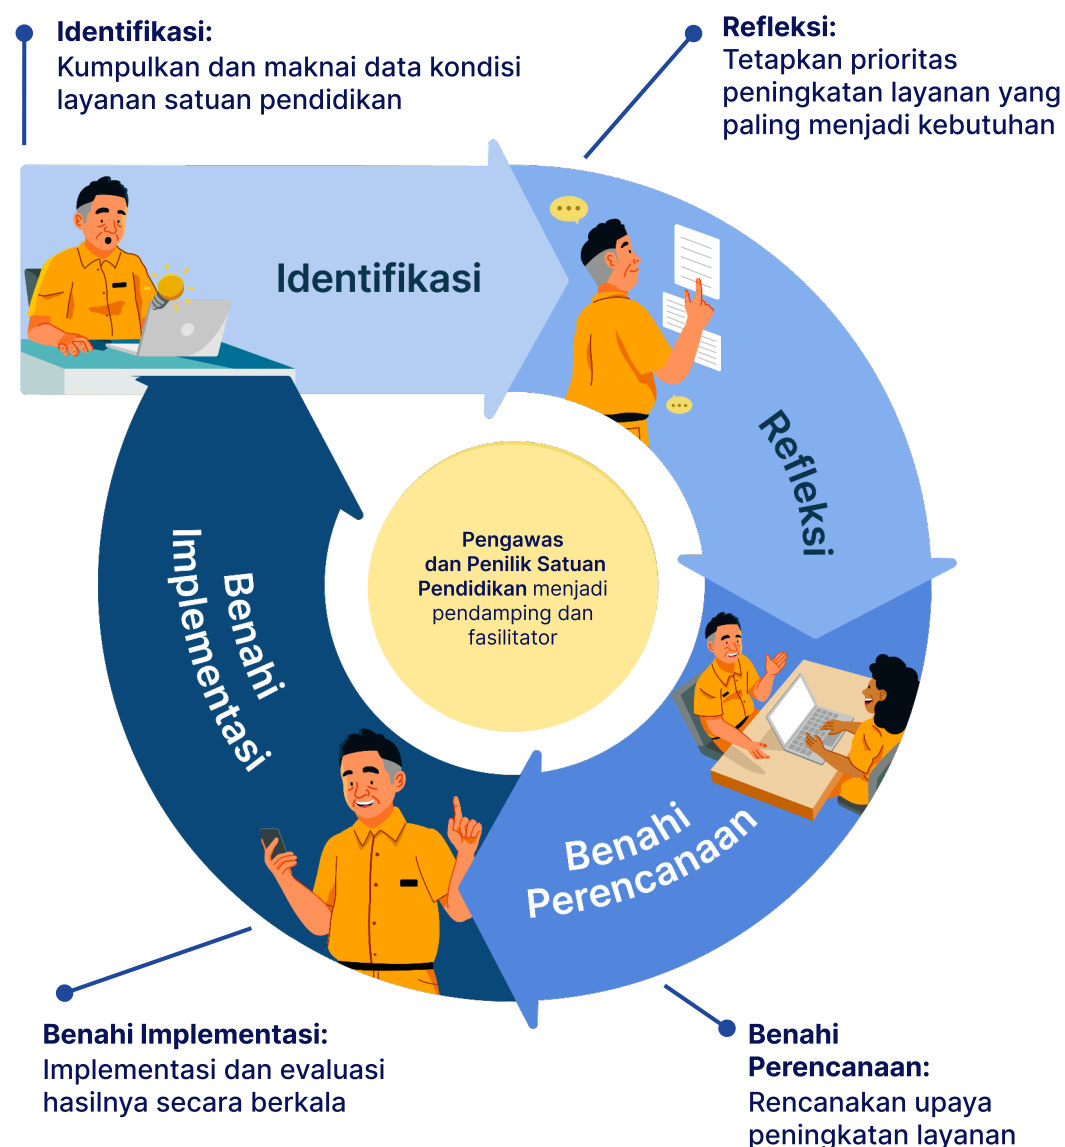 Identifikasi:
Kumpulkan dan maknai data kondisi
layanan satuan pendidikan
Refleksi:
Tetapkan prioritas
peningkatan layanan yang
paling menjadi kebutuhan
Identifikasi
Refleksi
Pengawas
dan Penilik Satuan
Pendidikan menjadi
pendamping dan
fasilitator
Benahi
Implementasi
Benahi
Perencanaan
Benahi Implementasi:
Implementasi dan evaluasi
hasilnya secara berkala
Benahi
Perencanaan:
Rencanakan upaya
peningkatan layanan